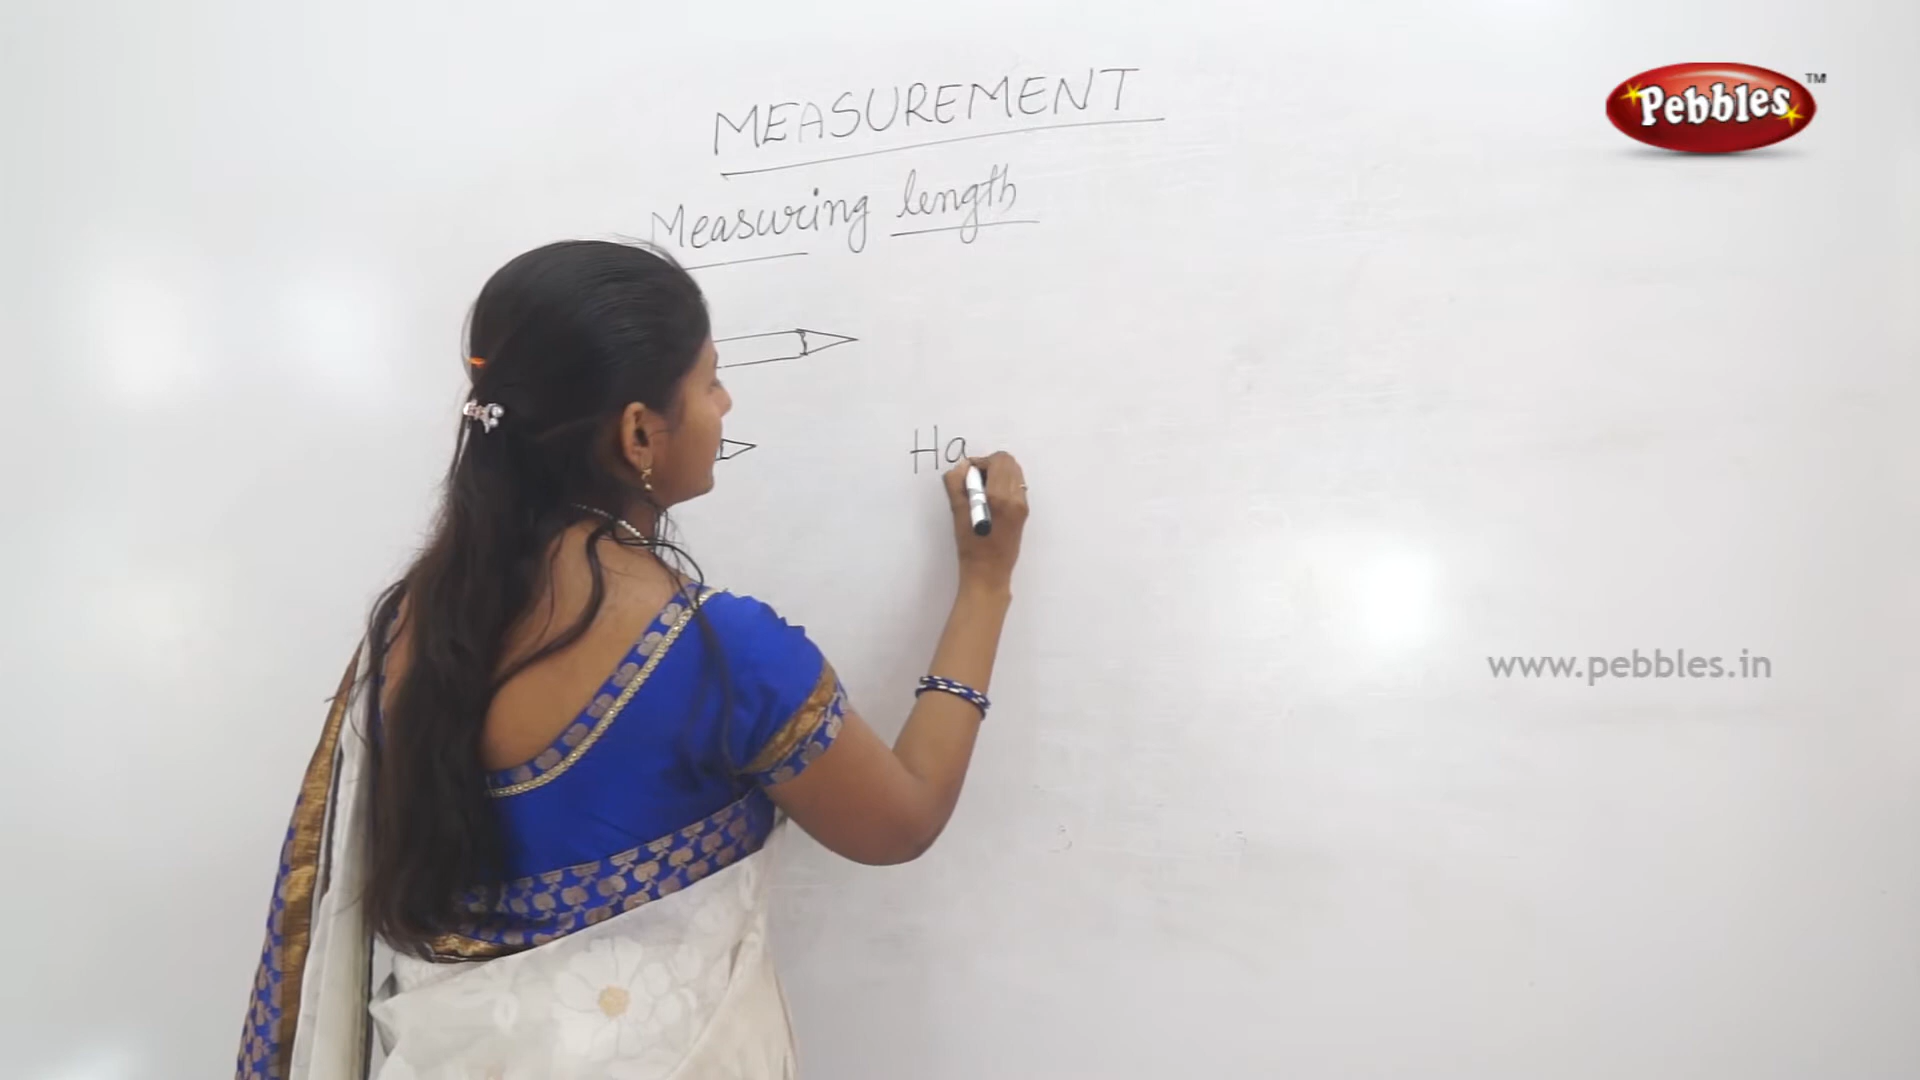 MEASUREMENT
Pebbles TM
Measuring length
Ha
www.pebbles.in